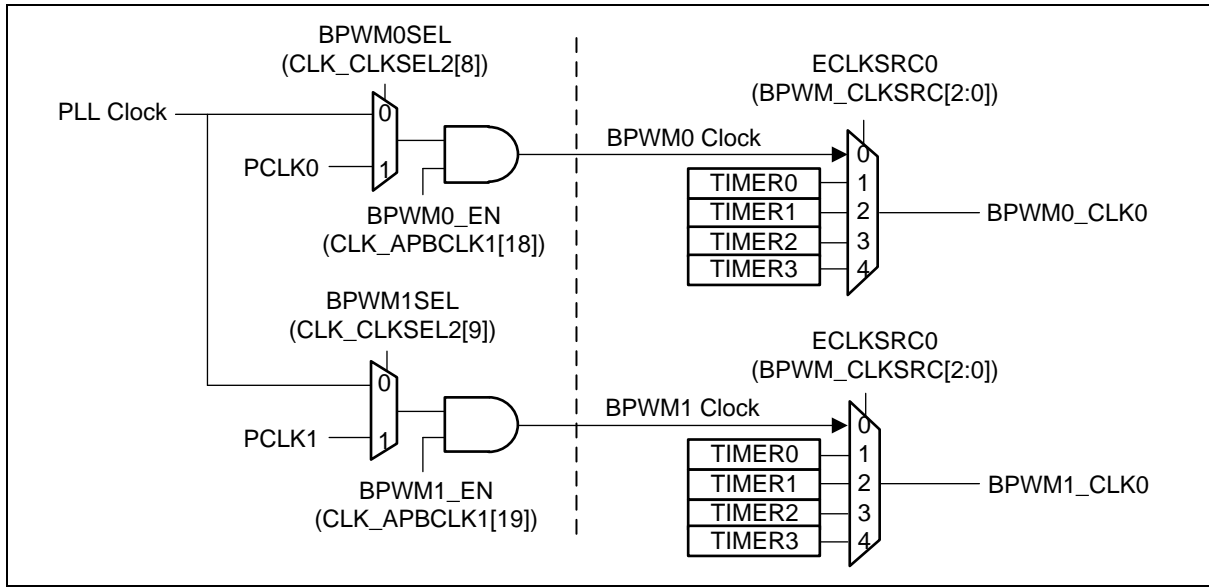 BPWM0SEL
(CLK_CLKSEL2[8])
PLL Clock
0
PCLK0
1
BPWM0_EN
(CLK_APBCLK1[18])
BPWM0 Clock
ECLKSRC0
(BPWM_CLKSRC[2:0])
0
TIMER0 1
TIMER1 2
TIMER2 3
TIMER3 4
BPWM0_CLK0
BPWM1SEL
(CLK_CLKSEL2[9])
0
PCLK1
1
BPWM1_EN
(CLK_APBCLK1[19])
BPWM1 Clock
ECLKSRC0
(BPWM_CLKSRC[2:0])
0
TIMER0 1
TIMER1 2
TIMER2 3
TIMER3 4
BPWM1_CLK0